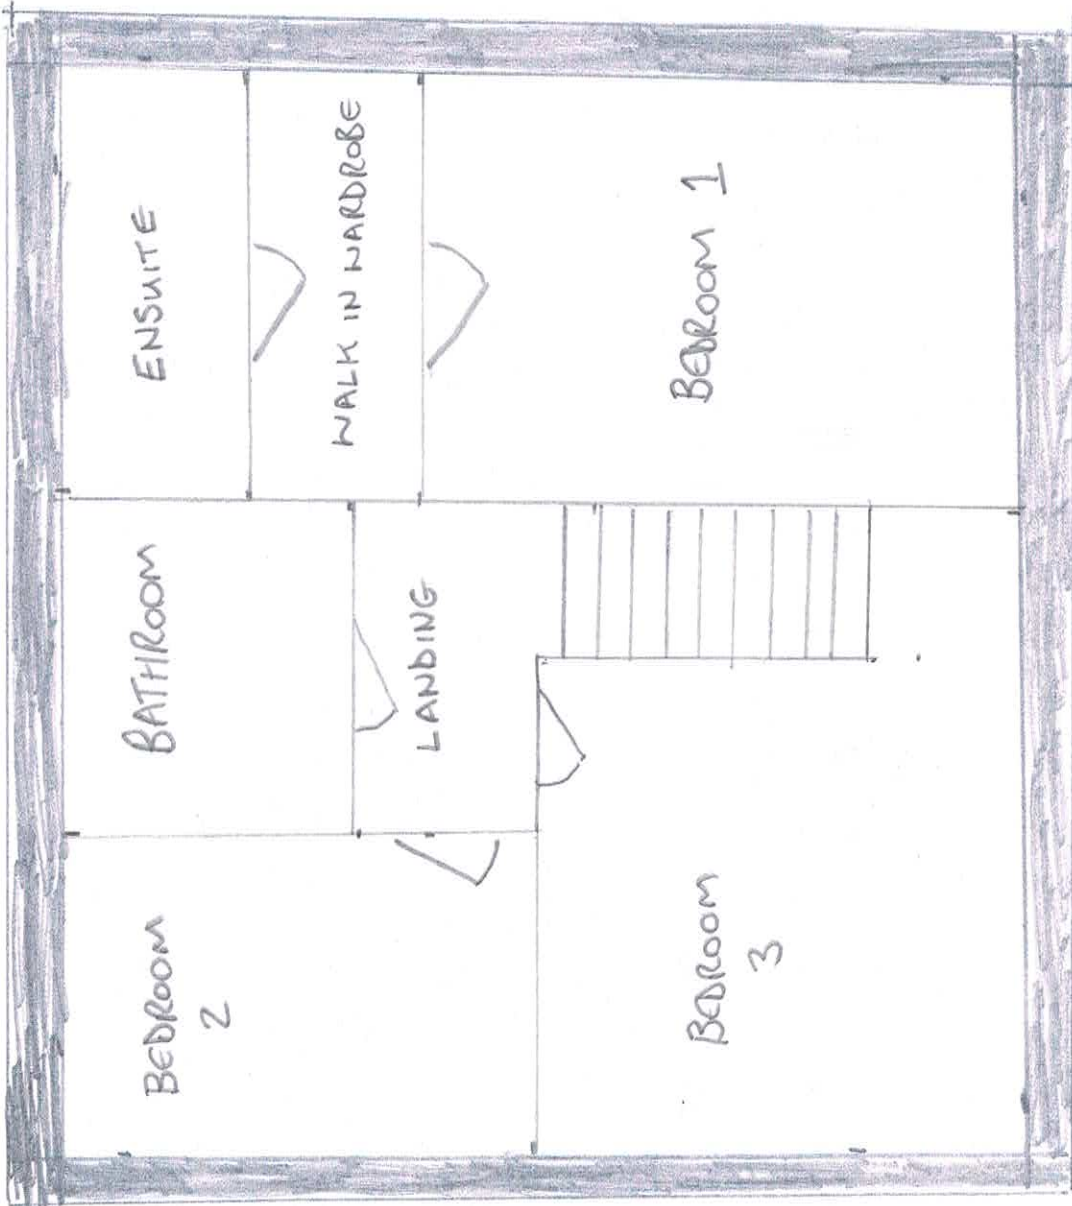 BEDROOM
2
BATHROOM
ENSUITE
LANDING
WALK IN WARDROBE
BEDROOM
3
BEDROOM 1